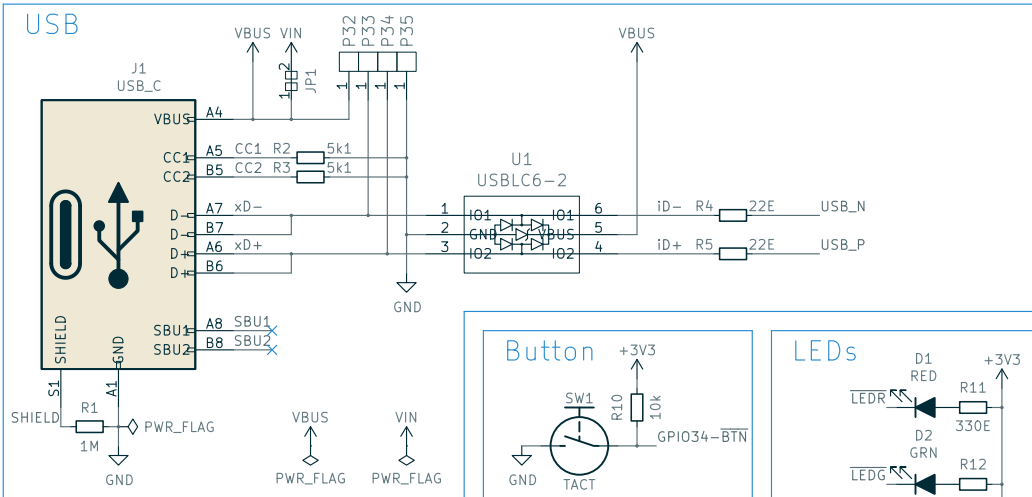 USB
VBUS VIN P32 P33 P34 P35 VBUS
J1
USB_C
1 2 JP1 1 1 1 1
VBUS A4
CC1 A5 CC1 R2 5k1
CC2 B5 CC2 R3 5k1
U1
USBLC6-2
D- A7 xD- 1 IO1 IO1 6 iD- R4 22E USB_N
D- B7 2 GND VBUS 5
D+ A6 xD+ 3 IO2 IO2 4 iD+ R5 22E USB_P
D+ B6
GND
SBU1 A8 SBU1
SBU2 B8 SBU2
SHIELD GND
S1 A1
SHIELD R1 PWR_FLAG
1M
GND
VBUS VIN
PWR_FLAG PWR_FLAG
Button
+3V3
SW1 R10 10k
GPIO34-BTN
GND
TACT
LEDs
D1 +3V3
RED
LEDR R11
330E
D2
GRN
LEDG R12